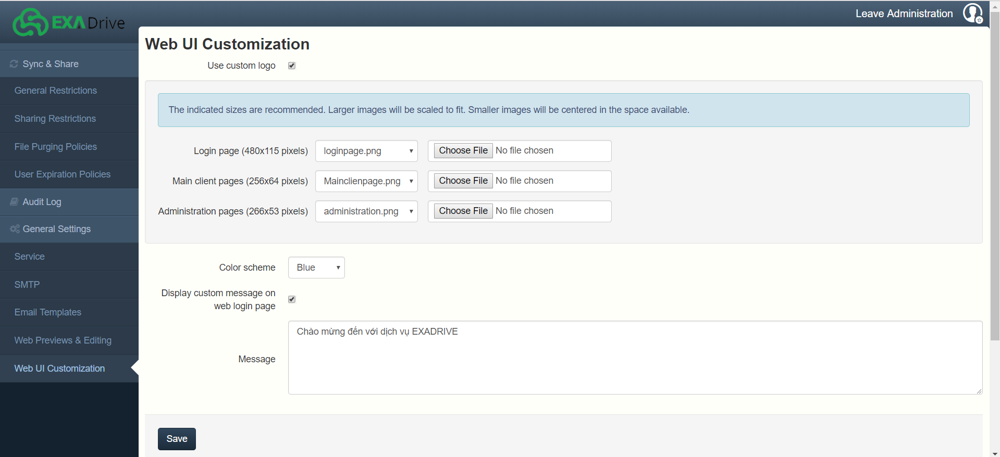 EXA Drive
Leave Administration
Sync & Share
General Restrictions
Sharing Restrictions
File Purging Policies
User Expiration Policies
Audit Log
General Settings
Service
SMTP
Email Templates
Web Previews & Editing
Web UI Customization
Web UI Customization
Use custom logo
The indicated sizes are recommended. Larger images will be scaled to fit. Smaller images will be centered in the space available.
Login page (480x115 pixels) loginpage.png Choose File No file chosen
Main client pages (256x64 pixels) Mainclienpage.png Choose File No file chosen
Administration pages (266x53 pixels) administration.png Choose File No file chosen
Color scheme Blue
Display custom message on
web login page
Message
Chào mừng đến với dịch vụ EXADRIVE
Save